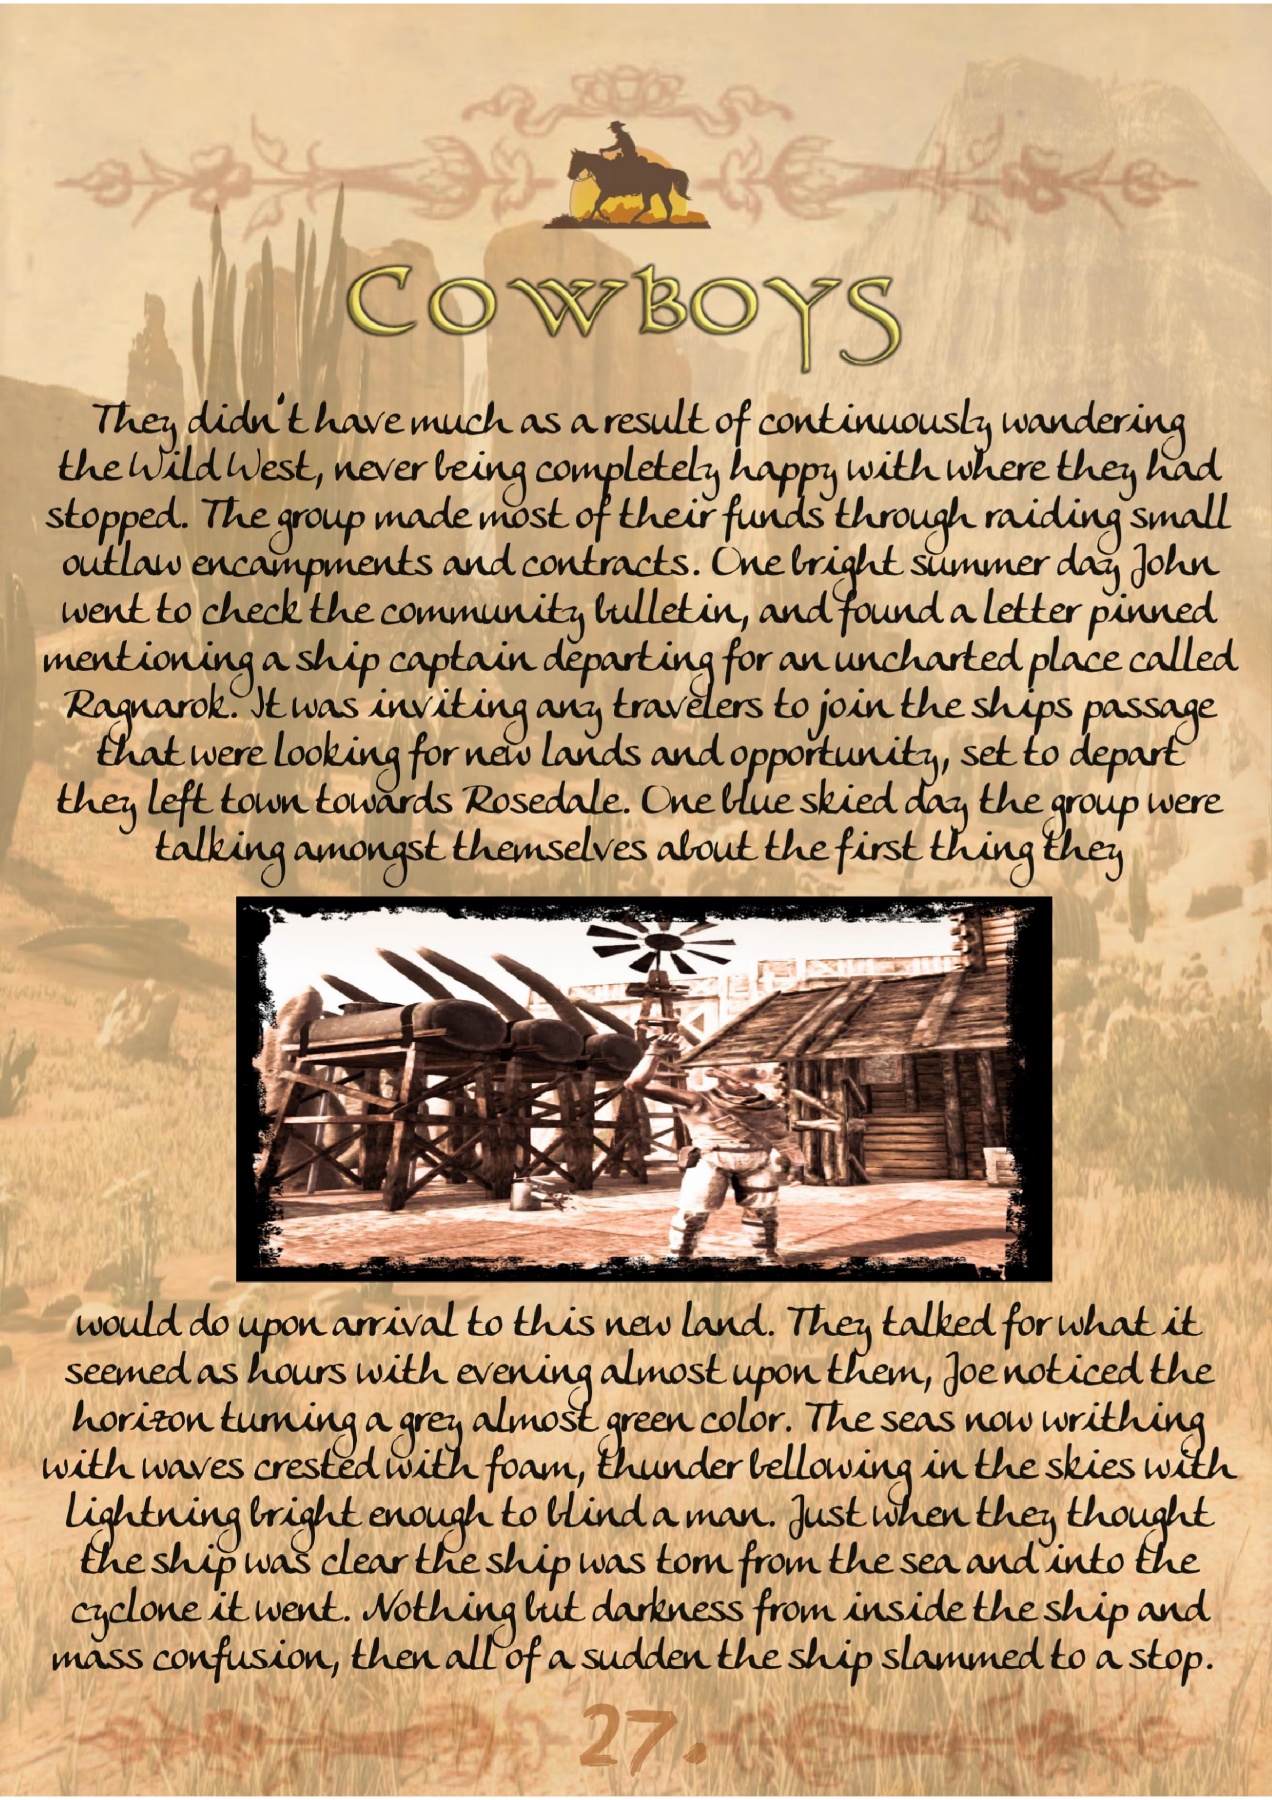 Cowboys
They didn't have much as a result of continuously wandering
the Wild West, never being completely happy with where they had
stopped. The group made most of their funds through raiding small
outlaw encampments and contracts. One bright summer day John
went to check the community bulletin, and found a letter pinned
mentioning a ship captain departing for an uncharted place called
Ragnarok. It was inviting any travelers to join the ships passage
that were looking for new lands and opportunity, set to depart
they left town towards Rosedale. One blue skied day the group were
talking amongst themselves about the first thing they
would do upon arrival to this new land. They talked for what it
seemed as hours with evening almost upon them, Joe noticed the
horizon turning a grey almost green color. The seas now writhing
with waves crested with foam, thunder bellowing in the skies with
lightning bright enough to blind a man. Just when they thought
the ship was clear the ship was torn from the sea and into the
cyclone it went. Nothing but darkness from inside the ship and
mass confusion, then all of a sudden the ship slammed to a stop.
27.